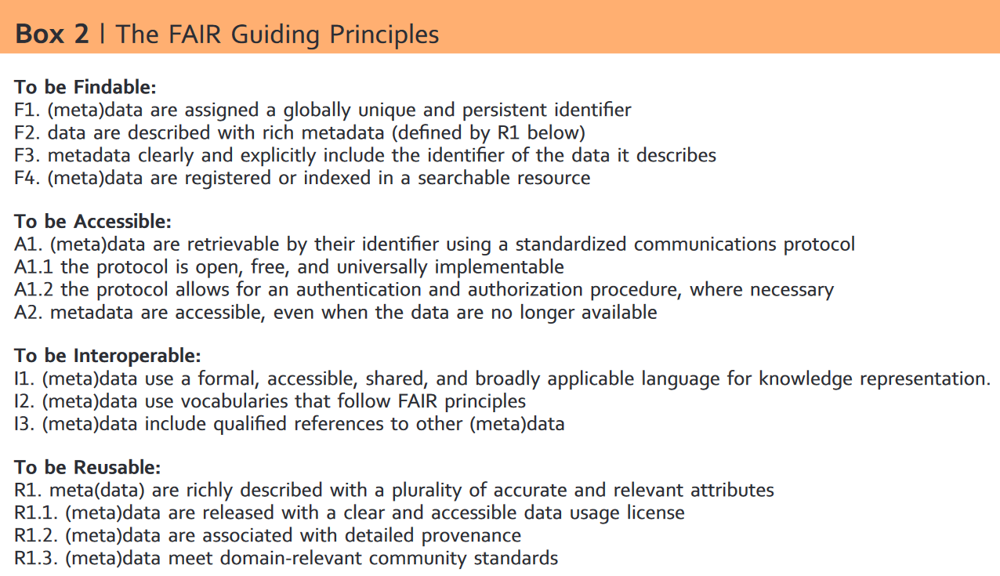 Box 2 | The FAIR Guiding Principles
To be Findable:
F1. (meta)data are assigned a globally unique and persistent identifier
F2. data are described with rich metadata (defined by R1 below)
F3. metadata clearly and explicitly include the identifier of the data it describes
F4. (meta)data are registered or indexed in a searchable resource
To be Accessible:
A1. (meta)data are retrievable by their identifier using a standardized communications protocol
A1.1 the protocol is open, free, and universally implementable
A1.2 the protocol allows for an authentication and authorization procedure, where necessary
A2. metadata are accessible, even when the data are no longer available
To be Interoperable:
I1. (meta)data use a formal, accessible, shared, and broadly applicable language for knowledge representation.
I2. (meta)data use vocabularies that follow FAIR principles
I3. (meta)data include qualified references to other (meta)data
To be Reusable:
R1. meta(data) are richly described with a plurality of accurate and relevant attributes
R1.1. (meta)data are released with a clear and accessible data usage license
R1.2. (meta)data are associated with detailed provenance
R1.3. (meta)data meet domain-relevant community standards